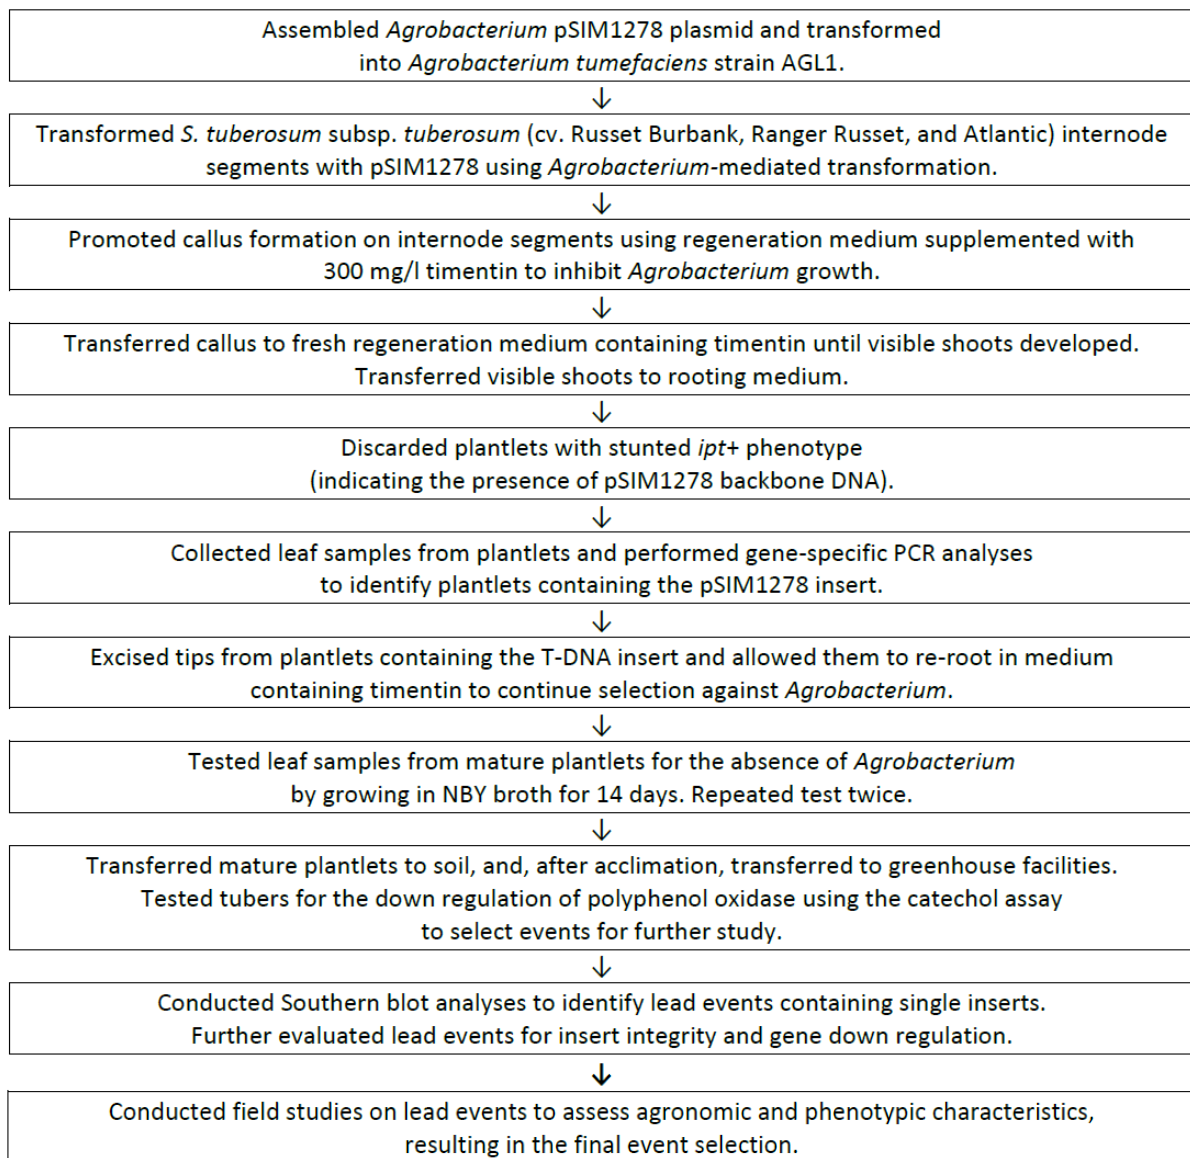 Assembled Agrobacterium pSIM1278 plasmid and transformed
into Agrobacterium tumefaciens strain AGL1.
↓
Transformed S. tuberosum subsp. tuberosum (cv. Russet Burbank, Ranger Russet, and Atlantic) internode
segments with pSIM1278 using Agrobacterium-mediated transformation.
↓
Promoted callus formation on internode segments using regeneration medium supplemented with
300 mg/l timentin to inhibit Agrobacterium growth.
↓
Transferred callus to fresh regeneration medium containing timentin until visible shoots developed.
Transferred visible shoots to rooting medium.
↓
Discarded plantlets with stunted ipt+ phenotype
(indicating the presence of pSIM1278 backbone DNA).
↓
Collected leaf samples from plantlets and performed gene-specific PCR analyses
to identify plantlets containing the pSIM1278 insert.
↓
Excised tips from plantlets containing the T-DNA insert and allowed them to re-root in medium
containing timentin to continue selection against Agrobacterium.
↓
Tested leaf samples from mature plantlets for the absence of Agrobacterium
by growing in NBY broth for 14 days. Repeated test twice.
↓
Transferred mature plantlets to soil, and, after acclimation, transferred to greenhouse facilities.
Tested tubers for the down regulation of polyphenol oxidase using the catechol assay
to select events for further study.
↓
Conducted Southern blot analyses to identify lead events containing single inserts.
Further evaluated lead events for insert integrity and gene down regulation.
↓
Conducted field studies on lead events to assess agronomic and phenotypic characteristics,
resulting in the final event selection.